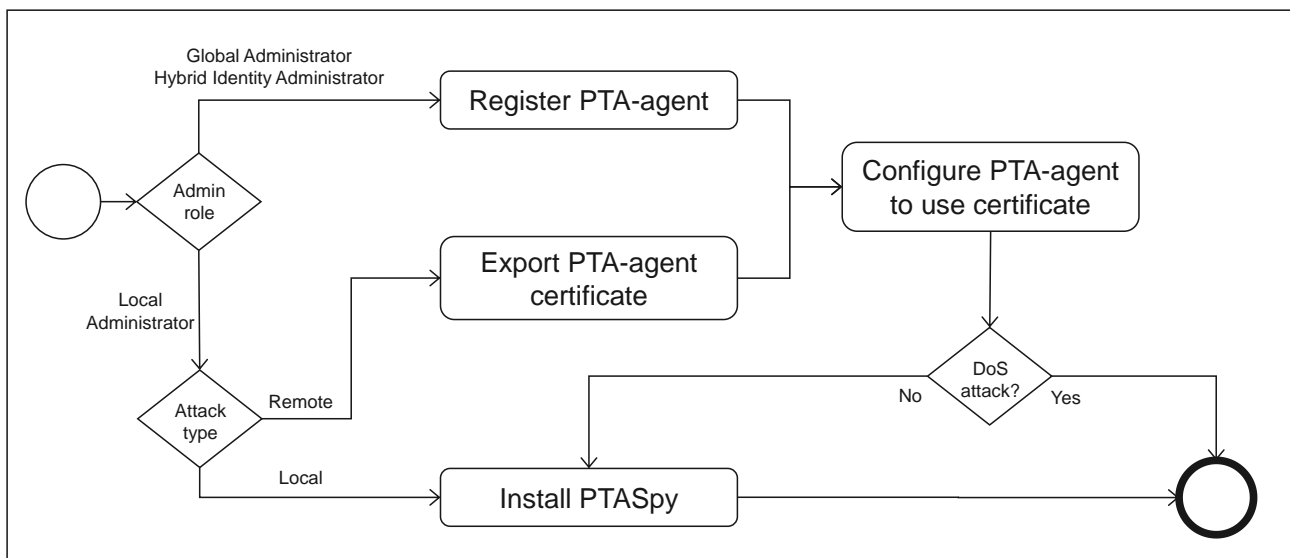 Global Administrator
Hybrid Identity Administrator
Register PTA-agent
Admin
role
Configure PTA-agent
to use certificate
Export PTA-agent
certificate
Local
Administrator
DoS
attack?
No
Yes
Attack
type
Remote
Local
Install PTASpy